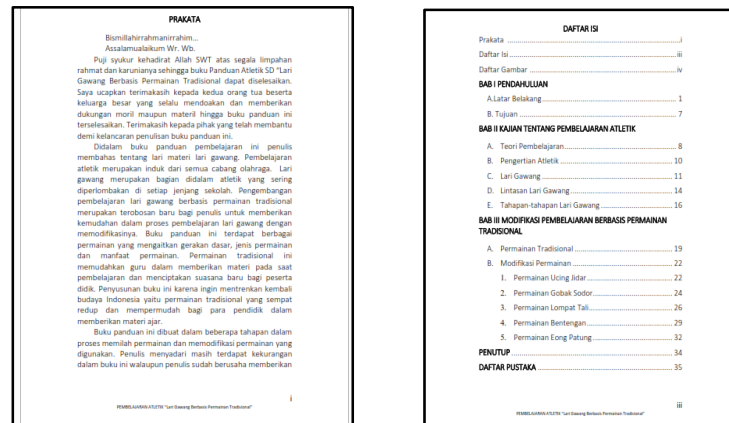 PRAKATA
Bismillahirrahmanirrahim...
Assalamualaikum Wr. Wb.
Puji syukur kehadirat Allah SWT atas segala limpahan
rahmat dan karunianya sehingga buku Panduan Atletik SD "Lari
Gawang Berbasis Permainan Tradisional dapat diselesaikan.
Saya ucapkan terimakasih kepada kedua orang tua beserta
keluarga besar yang selalu mendoakan dan memberikan
dukungan moril maupun materil hingga buku panduan ini
terselesaikan. Terimakasih kepada pihak yang telah membantu
demi kelancaran penulisan buku panduan ini.
Didalam buku panduan pembelajaran ini penulis
membahas tentang lari materi lari gawang. Pembelajaran
atletik merupakan induk dari semua cabang olahraga. Lari
gawang merupakan bagian didalam atletik yang sering
diperlombakan di setiap jenjang sekolah. Pengembangan
pembelajaran lari gawang berbasis permainan tradisional
merupakan terobosan baru bagi penulis untuk memberikan
kemudahan dalam proses pembelajaran lari gawang dengan
memodifikasinya. Buku panduan ini terdapat berbagai
permainan yang mengaitkan gerakan dasar, jenis permainan
dan manfaat permainan. Permainan tradisional ini
memudahkan guru dalam memberikan materi pada saat
pembelajaran dan menciptakan suasana baru bagi peserta
didik. Penyusunan buku ini karena ingin mentrenkan kembali
budaya Indonesia yaitu permainan tradisional yang sempat
redup dan mempermudah bagi para pendidik dalam
memberikan materi ajar.
Buku panduan ini dibuat dalam beberapa tahapan dalam
proses memilah permainan dan memodifikasi permainan yang
digunakan. Penulis menyadari masih terdapat kekurangan
dalam buku ini walaupun penulis sudah berusaha memberikan
i
PEMBELAJARAN ATLETIK "Lari Gawang Berbasis Permainan Tradisional"
DAFTAR ISI
Prakata ..... i
Daftar Isi ..... iii
Daftar Gambar ..... iv
BAB I PENDAHULUAN
A.Latar Belakang ..... 1
B. Tujuan ..... 7
BAB II KAJIAN TENTANG PEMBELAJARAN ATLETIK
A. Teori Pembelajaran ..... 8
B. Pengertian Atletik ..... 10
C. Lari Gawang ..... 11
D. Lintasan Lari Gawang ..... 14
E. Tahapan-tahapan Lari Gawang ..... 16
BAB III MODIFIKASI PEMBELAJARAN BERBASIS PERMAINAN
TRADISIONAL
A. Permainan Tradisional ..... 19
B. Modifikasi Permainan ..... 22
1. Permainan Ucing Jidar ..... 22
2. Permainan Gobak Sodor ..... 24
3. Permainan Lompat Tali ..... 26
4. Permainan Bentengan ..... 29
5. Permainan Eong Patung ..... 32
PENUTUP ..... 34
DAFTAR PUSTAKA ..... 35
iii
PEMBELAJARAN ATLETIK "Lari Gawang Berbasis Permainan Tradisional"